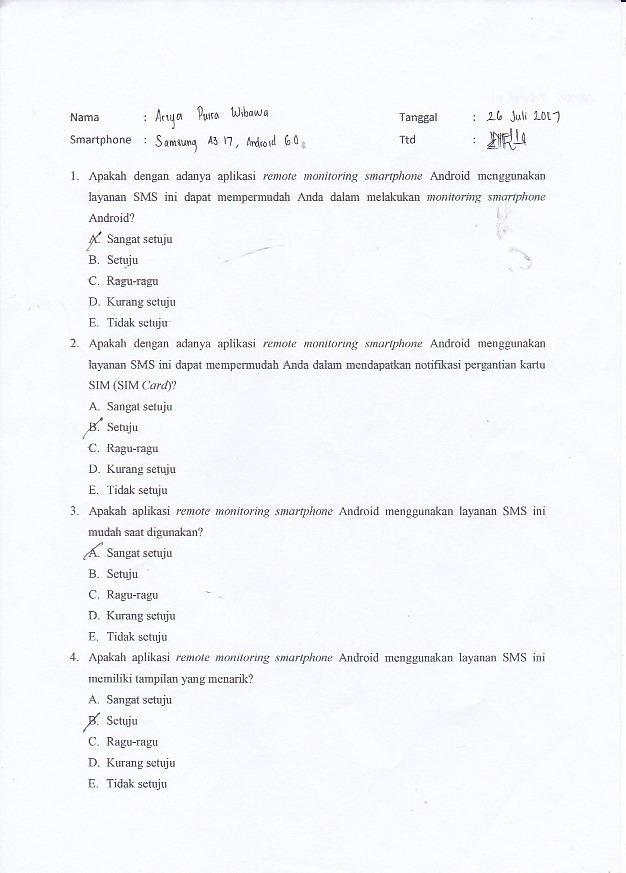 Nama : Arya Putra Wibawa Tanggal : 26 Juli 2017
Smartphone : Samsung A3 17, Android 6.0 Ttd :
1. Apakah dengan adanya aplikasi remote monitoring smartphone Android menggunakan
layanan SMS ini dapat mempermudah Anda dalam melakukan monitoring smartphone
Android?
A. Sangat setuju
B. Setuju
C. Ragu-ragu
D. Kurang setuju
E. Tidak setuju
2. Apakah dengan adanya aplikasi remote monitoring smartphone Android menggunakan
layanan SMS ini dapat mempermudah Anda dalam mendapatkan notifikasi pergantian kartu
SIM (SIM Card)?
A. Sangat setuju
B. Setuju
C. Ragu-ragu
D. Kurang setuju
E. Tidak setuju
3. Apakah aplikasi remote monitoring smartphone Android menggunakan layanan SMS ini
mudah saat digunakan?
A. Sangat setuju
B. Setuju
C. Ragu-ragu
D. Kurang setuju
E. Tidak setuju
4. Apakah aplikasi remote monitoring smartphone Android menggunakan layanan SMS ini
memiliki tampilan yang menarik?
A. Sangat setuju
B. Setuju
C. Ragu-ragu
D. Kurang setuju
E. Tidak setuju